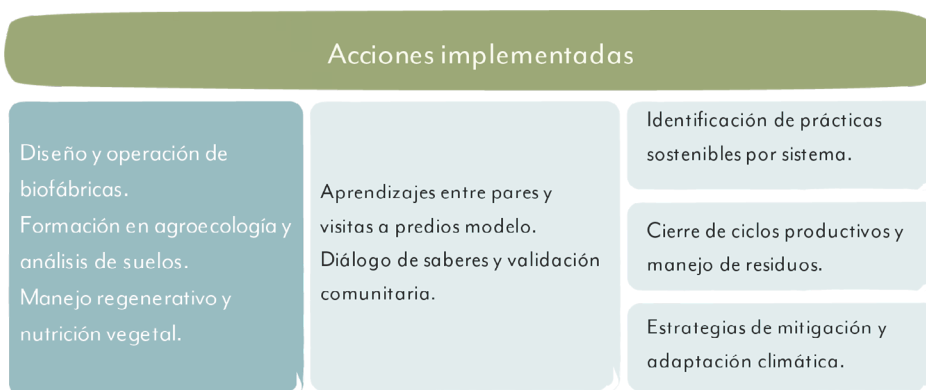 Acciones implementadas
Diseño y operación de
biofábricas.
Formación en agroecología y
análisis de suelos.
Manejo regenerativo y
nutrición vegetal.
Aprendizajes entre pares y
visitas a predios modelo.
Diálogo de saberes y validación
comunitaria.
Identificación de prácticas
sostenibles por sistema.
Cierre de ciclos productivos y
manejo de residuos.
Estrategias de mitigación y
adaptación climática.